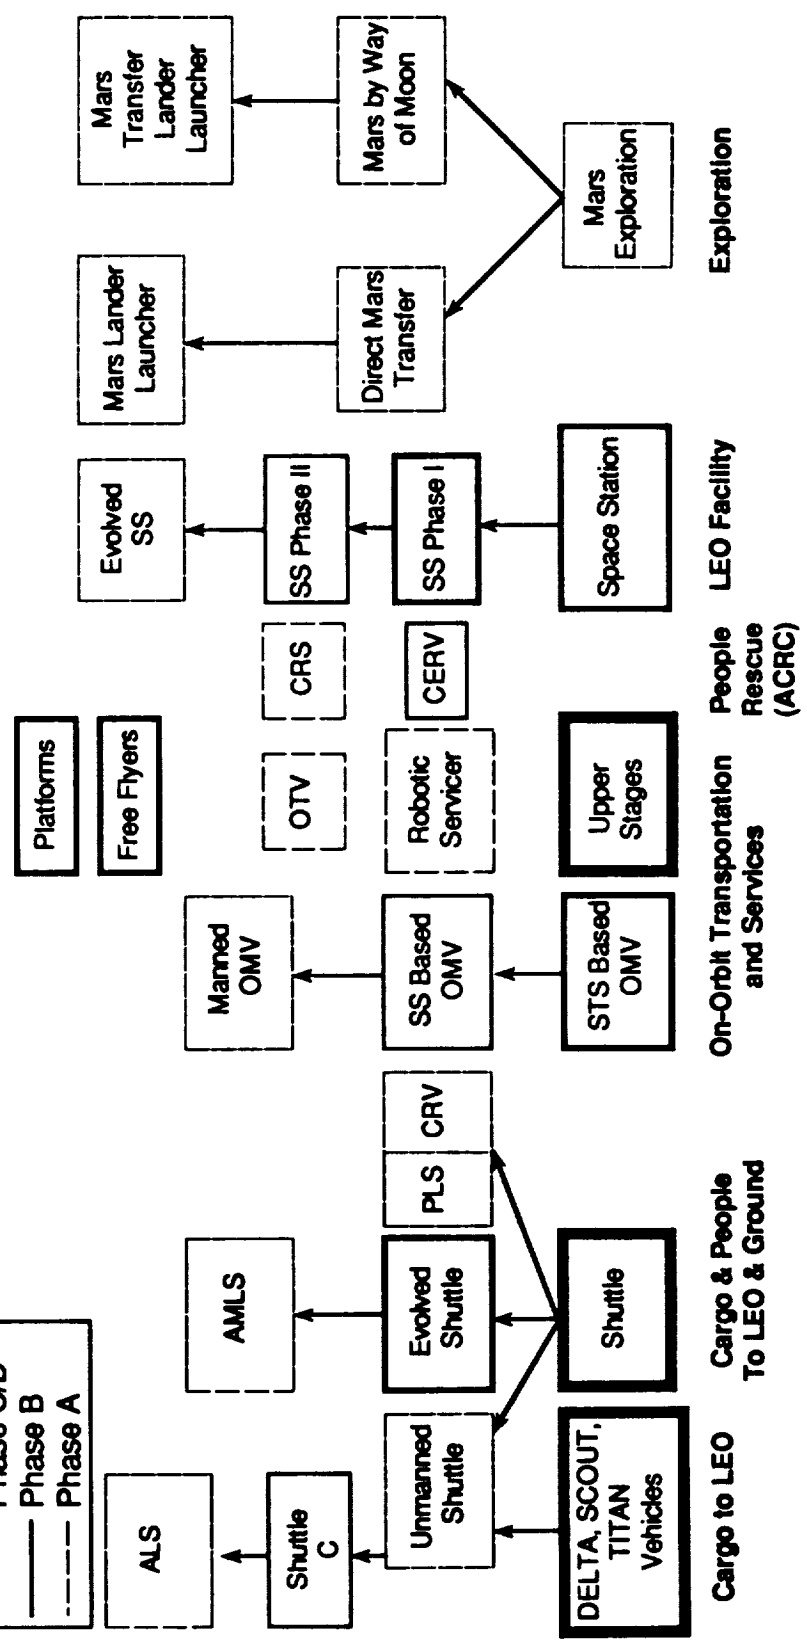 Phase B
Phase A
Platforms
Free Flyers
ALS
Shuttle
C
Unmanned
Shuttle
DELTA, SCOUT,
TITAN
Vehicles
Cargo to LEO
AMLS
Evolved
Shuttle
PLS
CRV
Shuttle
Cargo & People
To LEO & Ground
Manned
OMV
SS Based
OMV
STS Based
OMV
OTV
Robotic
Servicer
Upper
Stages
On-Orbit Transportation
and Services
CRS
CERV
People
Rescue
(ACRC)
Evolved
SS
SS Phase II
SS Phase I
Space Station
LEO Facility
Mars Lander
Launcher
Direct Mars
Transfer
Mars
Transfer
Lander
Launcher
Mars by Way
of Moon
Mars
Exploration
Exploration